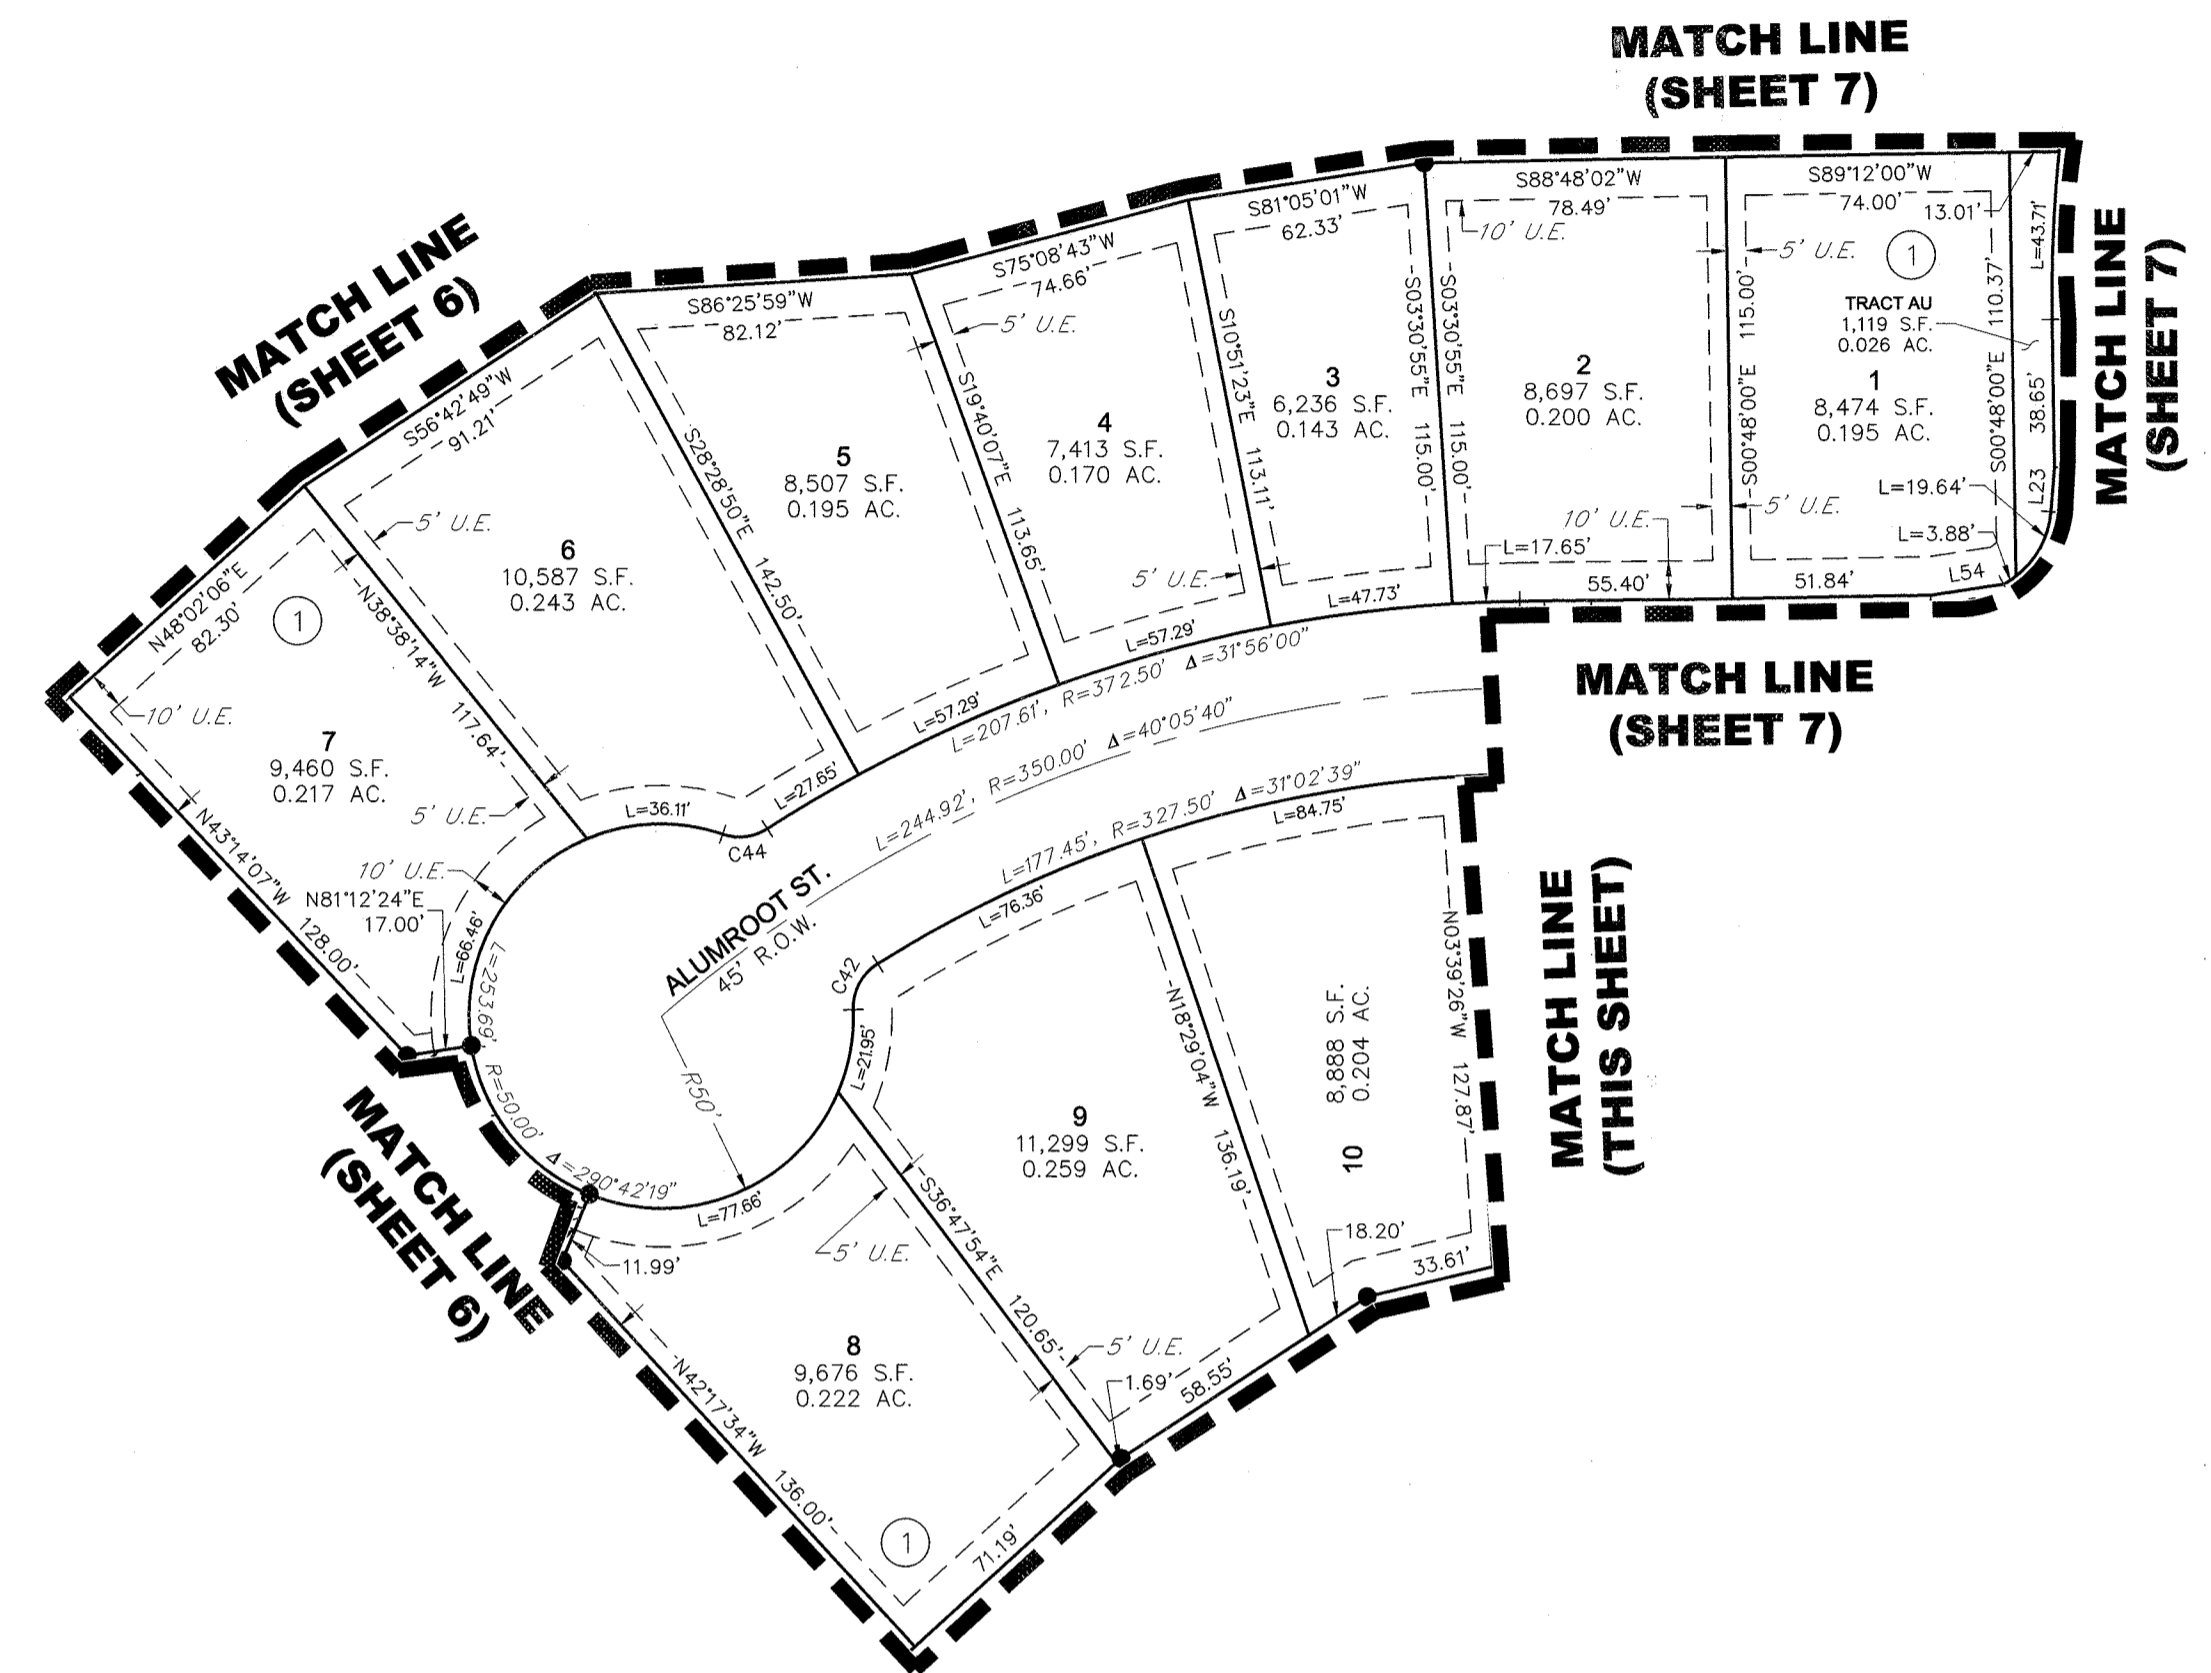 MATCH LINE
(SHEET 7)
MATCH LINE
(SHEET 6)
MATCH LINE
(SHEET 7)
S89°12'00"W
74.00'
13.01'
L=43.71'
S88°48'02"W
78.49'
10' U.E.
5' U.E.
1
S81°05'01"W
62.33'
S75°08'43"W
74.66'
5' U.E.
S86°25'59"W
82.12'
S56°42'49"W
91.21'
TRACT AU
1,119 S.F.
0.026 AC.
S00°48'00"E 110.37'
L23 38.65'
1
8,474 S.F.
0.195 AC.
S00°48'00"E 115.00'
L=19.64'
5' U.E.
L=3.88'
L54
51.84'
2
8,697 S.F.
0.200 AC.
S03°30'55"E 115.00'
10' U.E.
L=17.65'
55.40'
3
6,236 S.F.
0.143 AC.
S03°30'55"E 115.00'
S10°51'23"E 113.11'
L=47.73'
4
7,413 S.F.
0.170 AC.
S19°40'07"E 113.65'
5' U.E.
L=57.29'
5
8,507 S.F.
0.195 AC.
S28°28'50"E 142.50'
L=57.29'
6
10,587 S.F.
0.243 AC.
5' U.E.
N38°38'14"W 117.64'
L=36.11'
C44
L=27.65'
N48°02'06"E
82.30'
1
10' U.E.
7
9,460 S.F.
0.217 AC.
5' U.E.
10' U.E.
N81°12'24"E
17.00'
N43°14'07"W 128.00'
L=66.46'
L=253.69', R=50.00' Δ=290°42'19"
L=207.61', R=372.50' Δ=31°56'00"
L=244.92', R=350.00' Δ=40°05'40"
L=177.45', R=327.50' Δ=31°02'39"
MATCH LINE
(SHEET 7)
ALUMROOT ST.
45' R.O.W.
R50'
L=84.75'
L=76.36'
C42
L=21.95'
L=77.66'
MATCH LINE
(SHEET 6)
MATCH LINE
(THIS SHEET)
N03°39'26"W 127.87'
8,888 S.F.
0.204 AC.
10
N18°29'04"W 136.19'
18.20'
33.61'
9
11,299 S.F.
0.259 AC.
S36°47'54"E 120.65'
5' U.E.
1.69'
58.55'
11.99'
5' U.E.
8
9,676 S.F.
0.222 AC.
N42°17'34"W 136.00'
1
71.19'